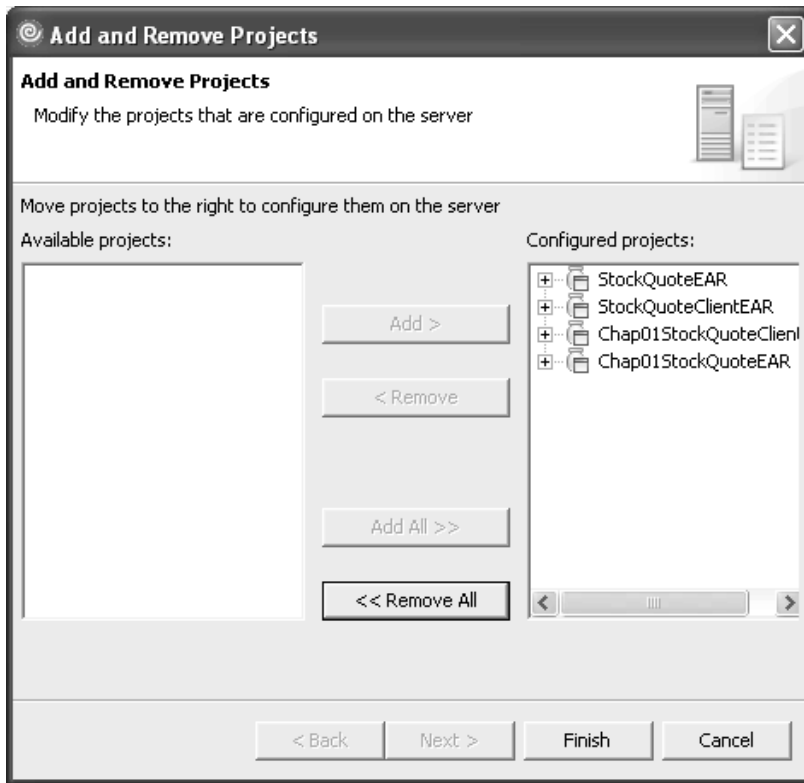 Add and Remove Projects
Add and Remove Projects
Modify the projects that are configured on the server
Move projects to the right to configure them on the server
Available projects:
Configured projects:
StockQuoteEAR
StockQuoteClientEAR
Chap01StockQuoteClient
Chap01StockQuoteEAR
Add >
< Remove
Add All >>
<< Remove All
< Back
Next >
Finish
Cancel